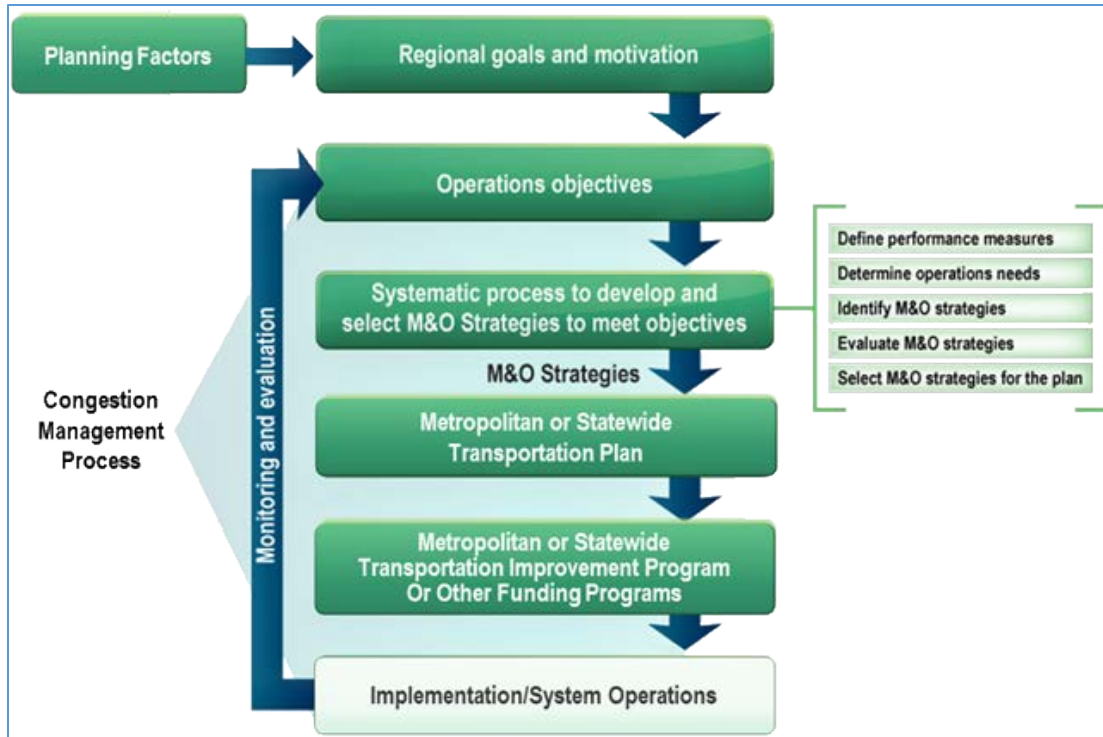 Planning Factors
Regional goals and motivation
Operations objectives
Systematic process to develop and
select M&O Strategies to meet objectives
Define performance measures
Determine operations needs
Identify M&O strategies
Evaluate M&O strategies
Select M&O strategies for the plan
M&O Strategies
Metropolitan or Statewide
Transportation Plan
Metropolitan or Statewide
Transportation Improvement Program
Or Other Funding Programs
Implementation/System Operations
Monitoring and evaluation
Congestion
Management
Process